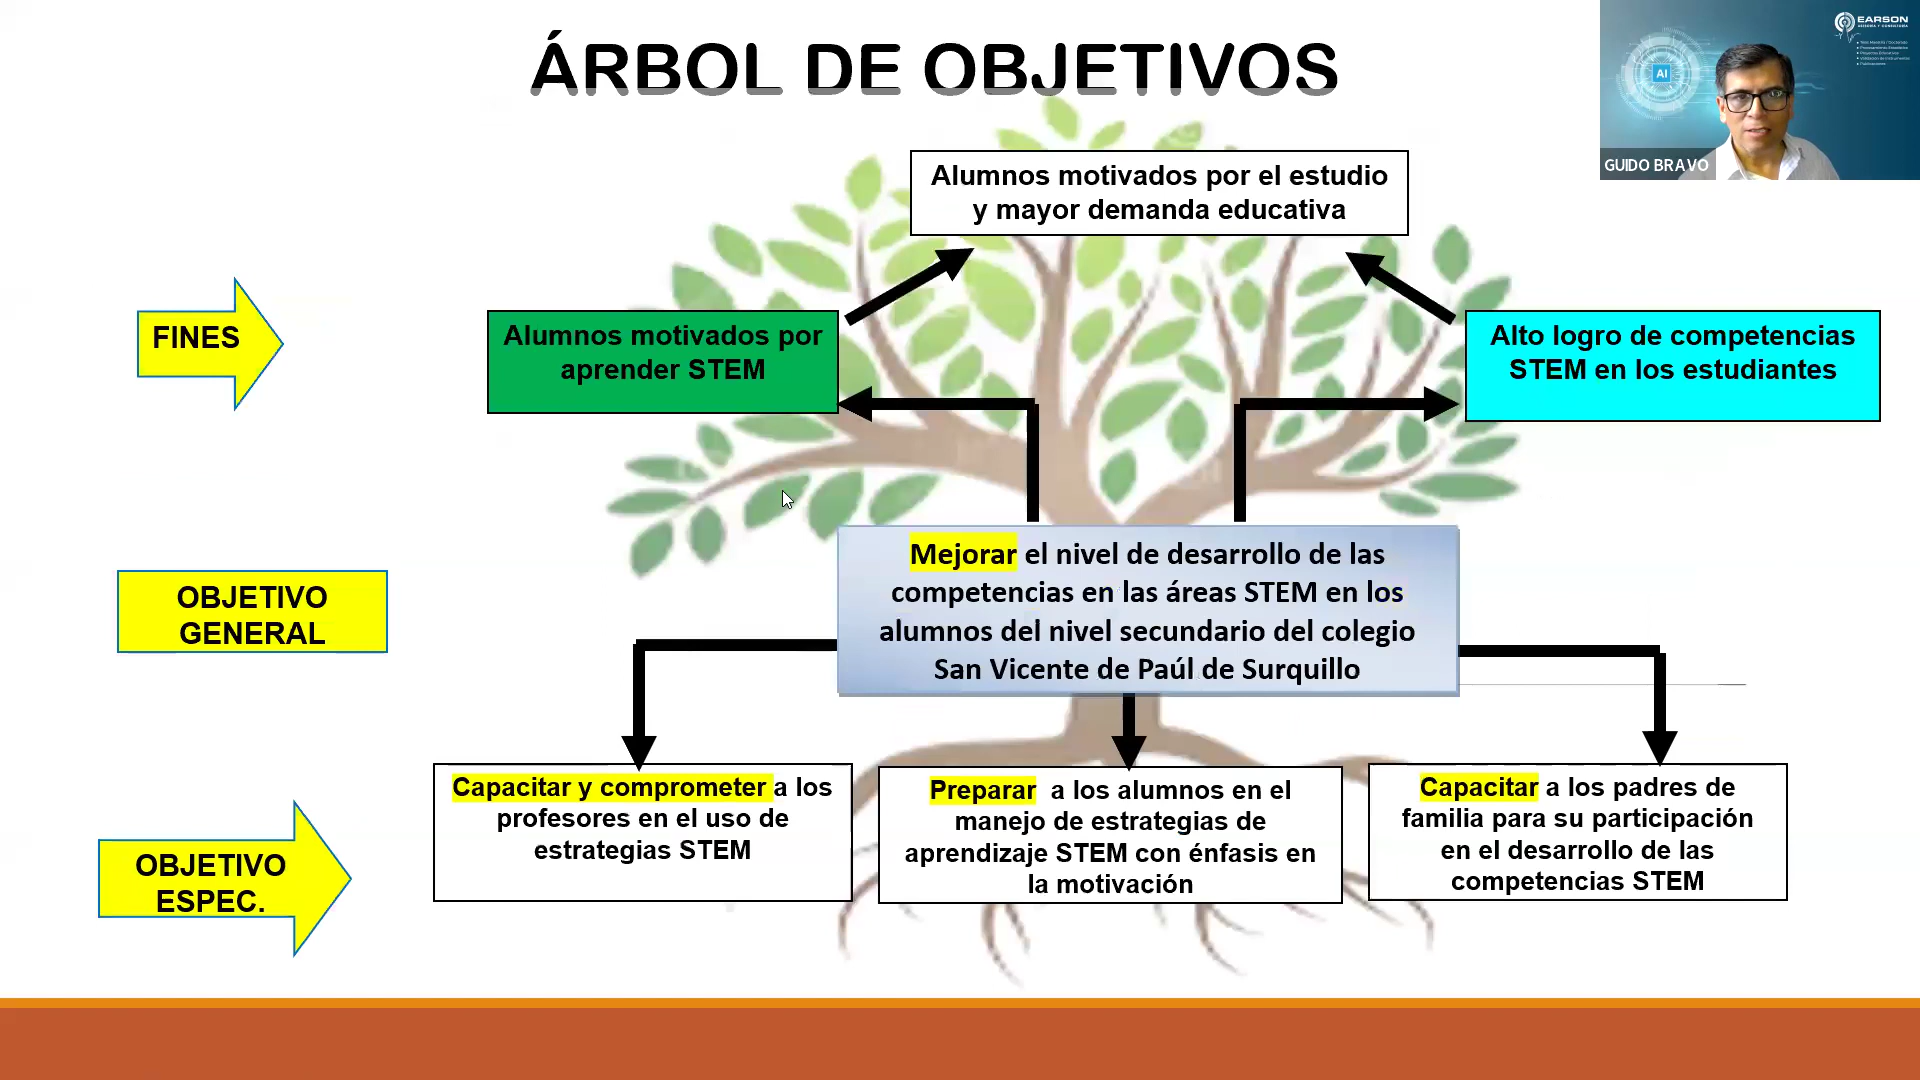 ÁRBOL DE OBJETIVOS
EARSON
AI
GUIDO BRAVO
Alumnos motivados por el estudio
y mayor demanda educativa
FINES
Alumnos motivados por
aprender STEM
Alto logro de competencias
STEM en los estudiantes
OBJETIVO
GENERAL
Mejorar el nivel de desarrollo de las
competencias en las áreas STEM en los
alumnos del nivel secundario del colegio
San Vicente de Paúl de Surquillo
OBJETIVO
ESPEC.
Capacitar y comprometer a los
profesores en el uso de
estrategias STEM
Preparar a los alumnos en el
manejo de estrategias de
aprendizaje STEM con énfasis en
la motivación
Capacitar a los padres de
familia para su participación
en el desarrollo de las
competencias STEM